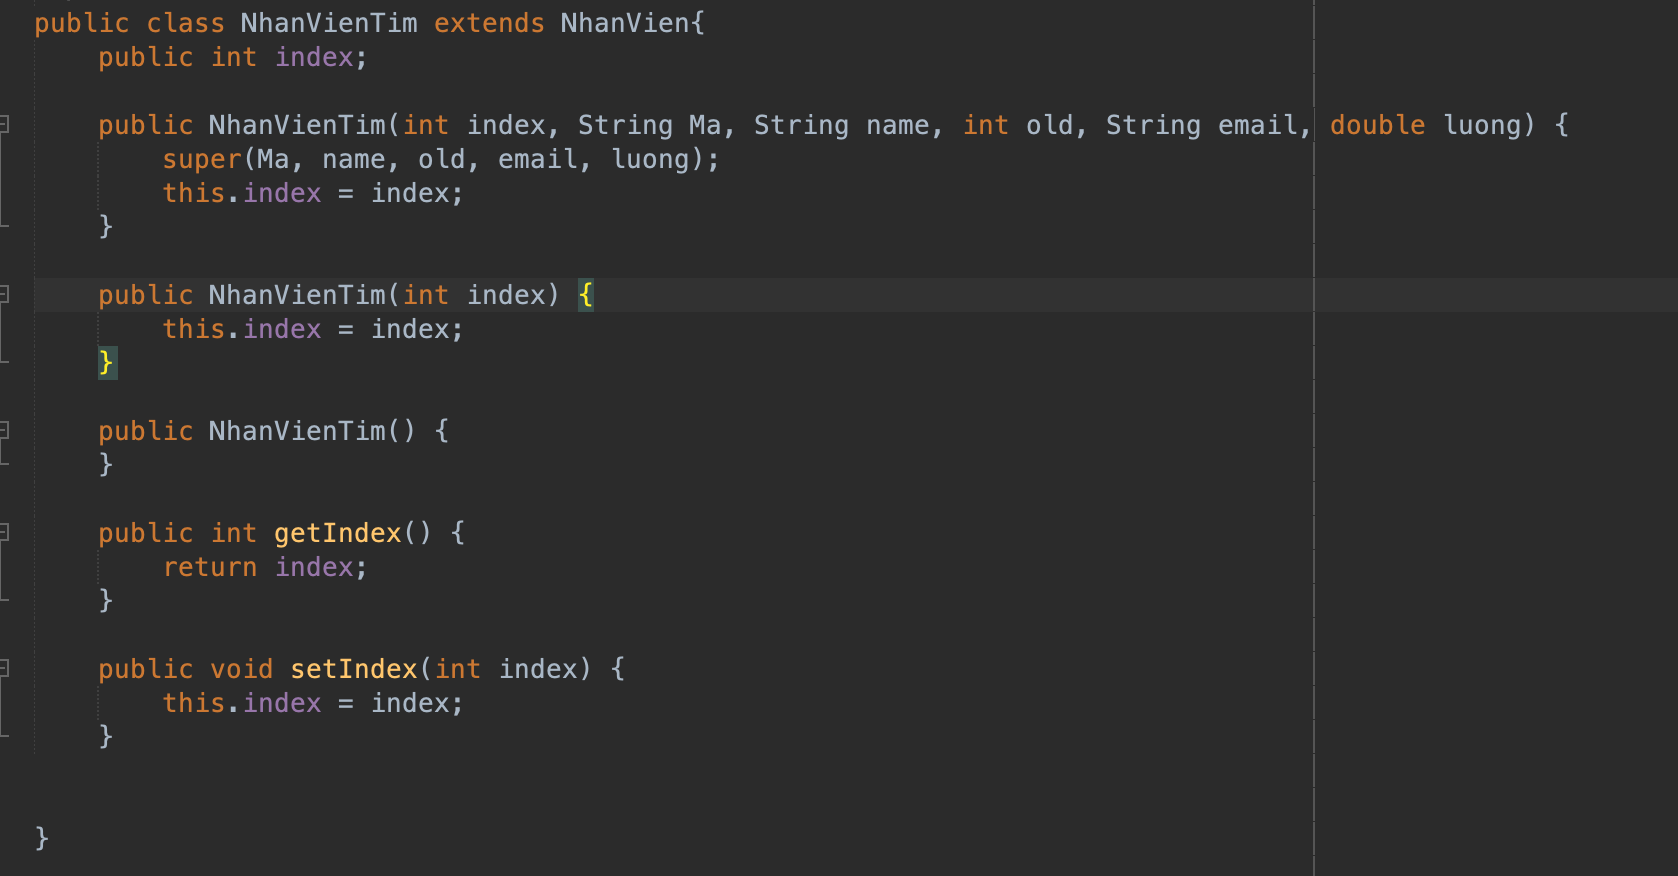 public class NhanVienTim extends NhanVien{
    public int index;

    public NhanVienTim(int index, String Ma, String name, int old, String email, double luong) {
        super(Ma, name, old, email, luong);
        this.index = index;
    }

    public NhanVienTim(int index) {
        this.index = index;
    }

    public NhanVienTim() {
    }

    public int getIndex() {
        return index;
    }

    public void setIndex(int index) {
        this.index = index;
    }


}